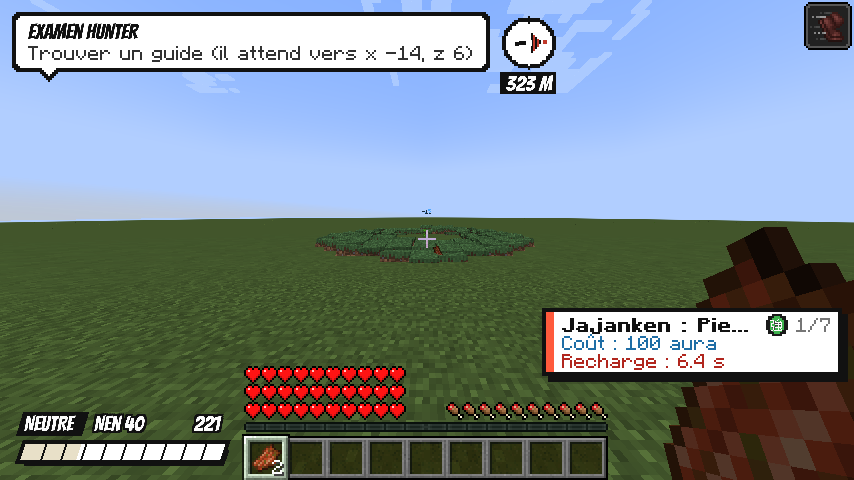 EXAMEN HUNTER
Trouver un guide (il attend vers x -14, z 6)
323 M
Jajanken : Pie... 1/7
Coût : 100 aura
Recharge : 6.4 s
NEUTRE NEN 40 221
2